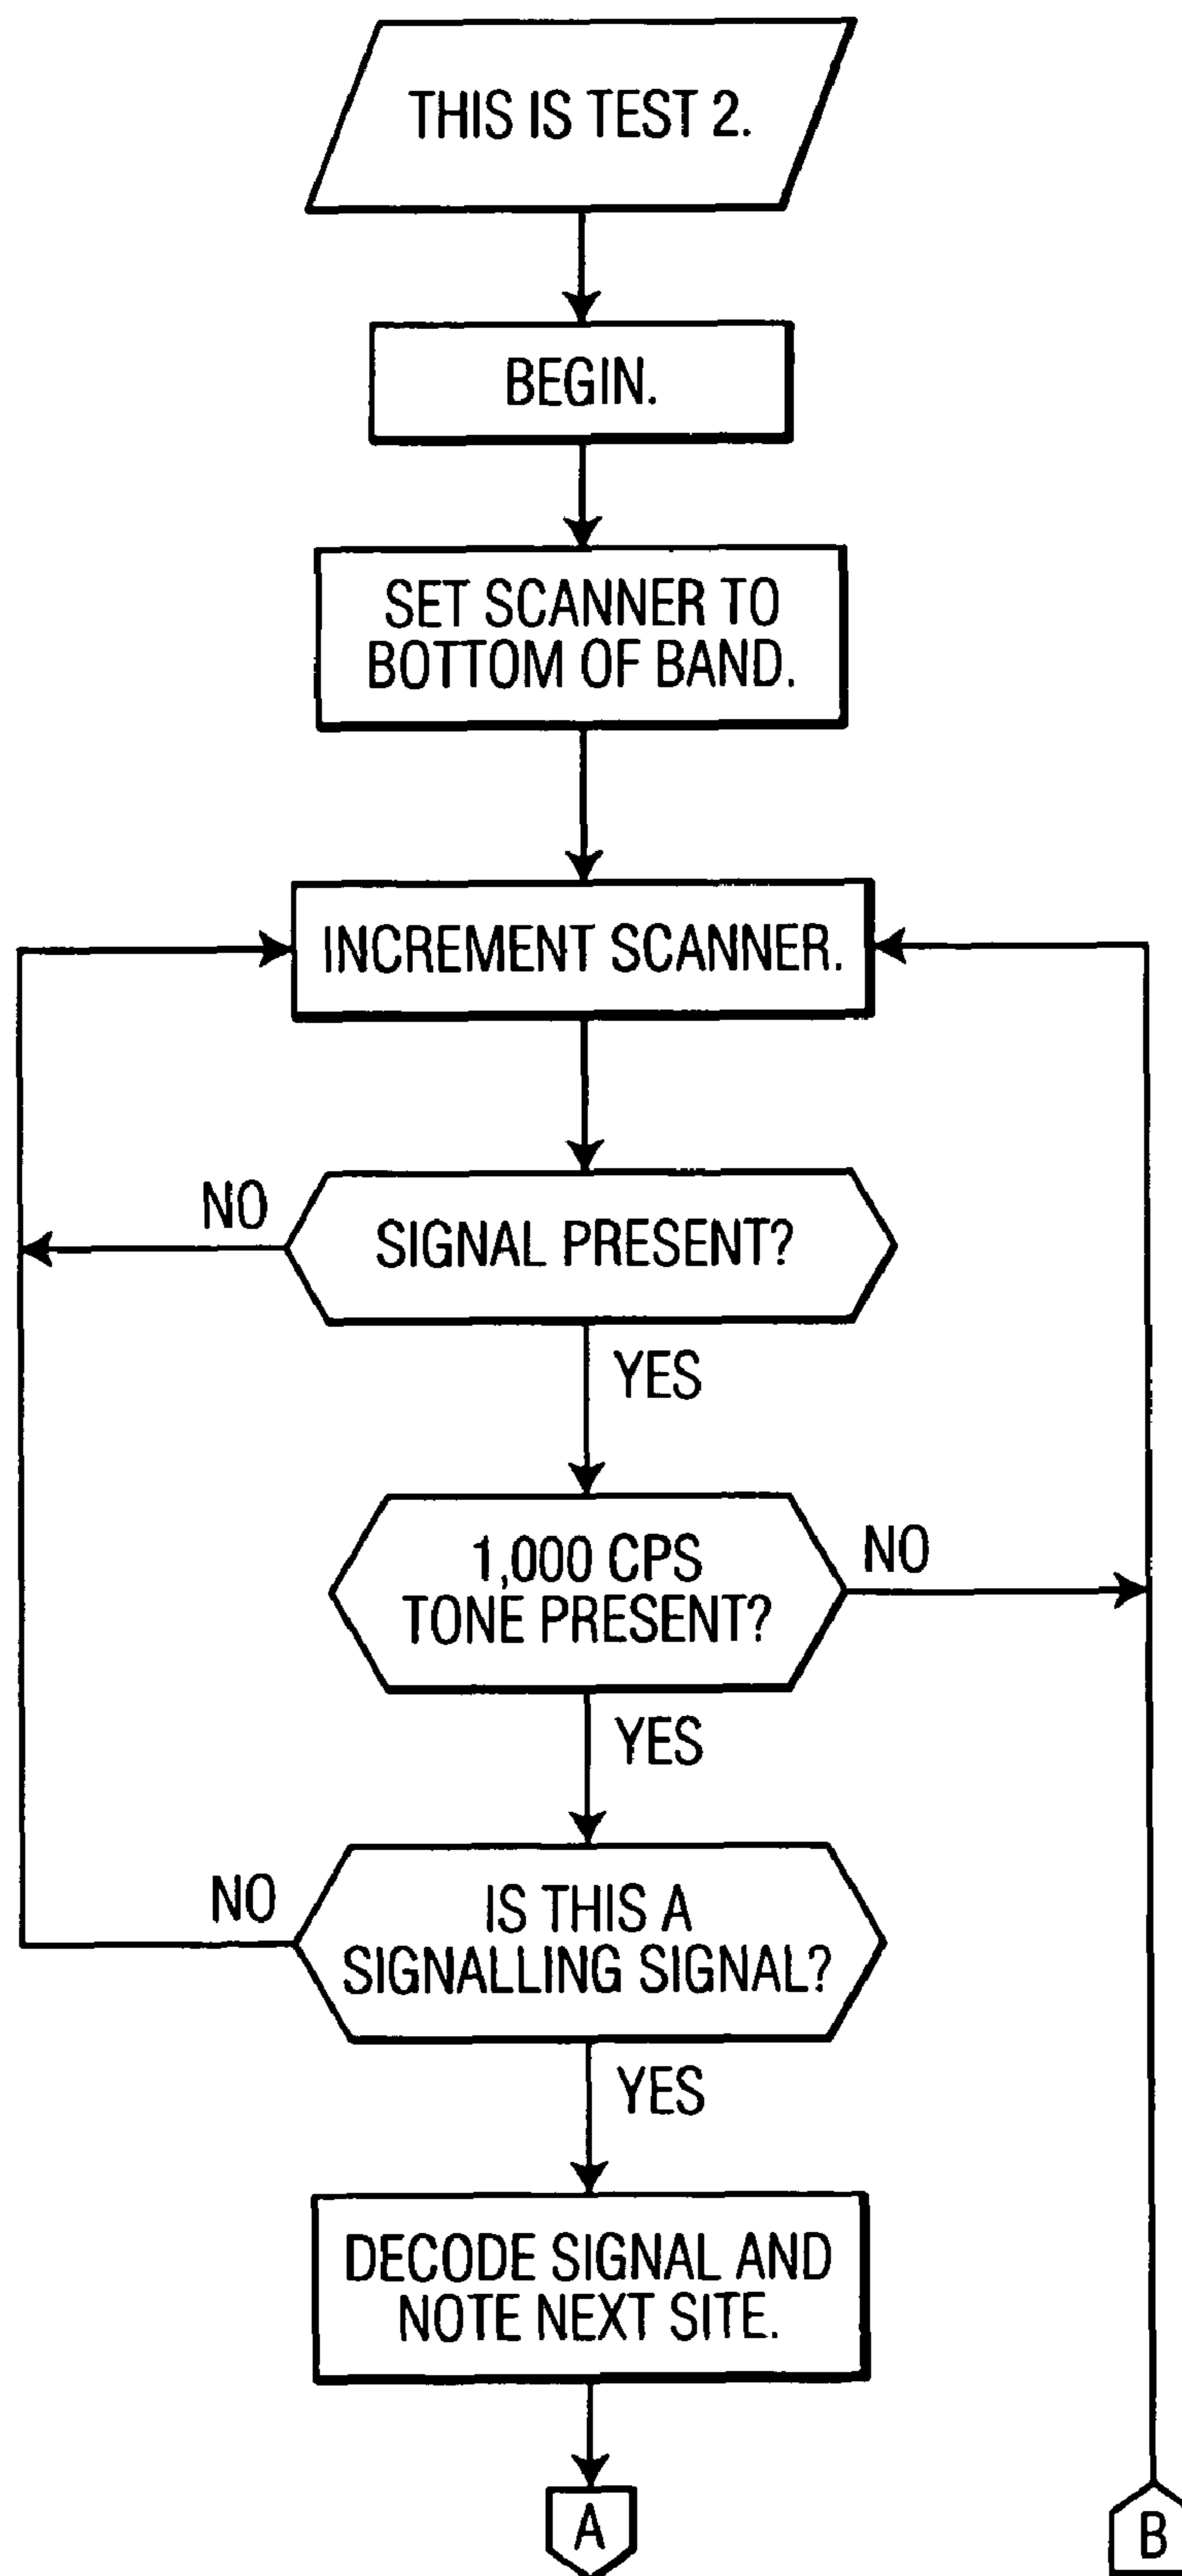 THIS IS TEST 2.
BEGIN.
SET SCANNER TO
BOTTOM OF BAND.
INCREMENT SCANNER.
NO
SIGNAL PRESENT?
YES
1,000 CPS
TONE PRESENT?
NO
YES
NO
IS THIS A
SIGNALLING SIGNAL?
YES
DECODE SIGNAL AND
NOTE NEXT SITE.
A
B